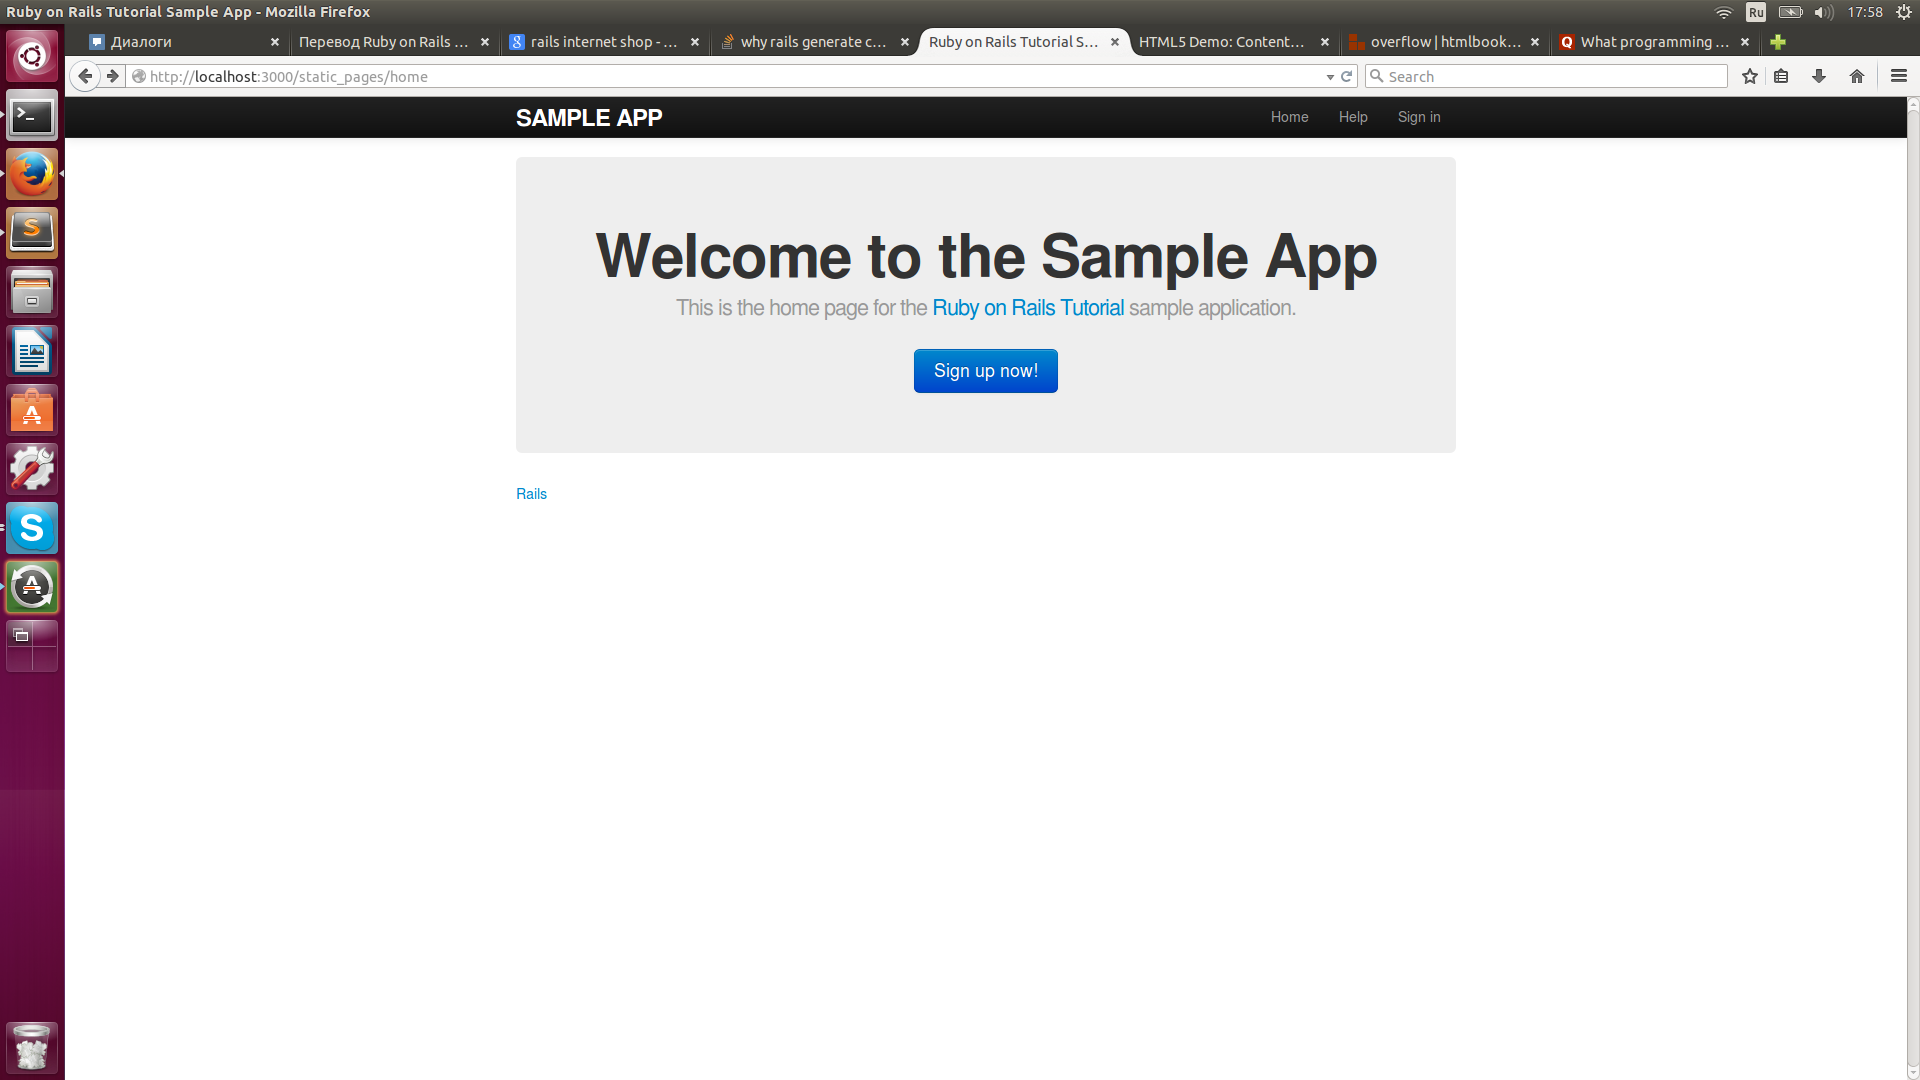 Ruby on Rails Tutorial Sample App - Mozilla Firefox
Ru
17:58
Диалоги
Перевод Ruby on Rails ...
rails internet shop - ...
why rails generate c...
Ruby on Rails Tutorial S...
HTML5 Demo: Content...
overflow | htmlbook...
What programming ...
http://localhost:3000/static_pages/home
Search
SAMPLE APP
Home
Help
Sign in
Welcome to the Sample App
This is the home page for the Ruby on Rails Tutorial sample application.
Sign up now!
Rails